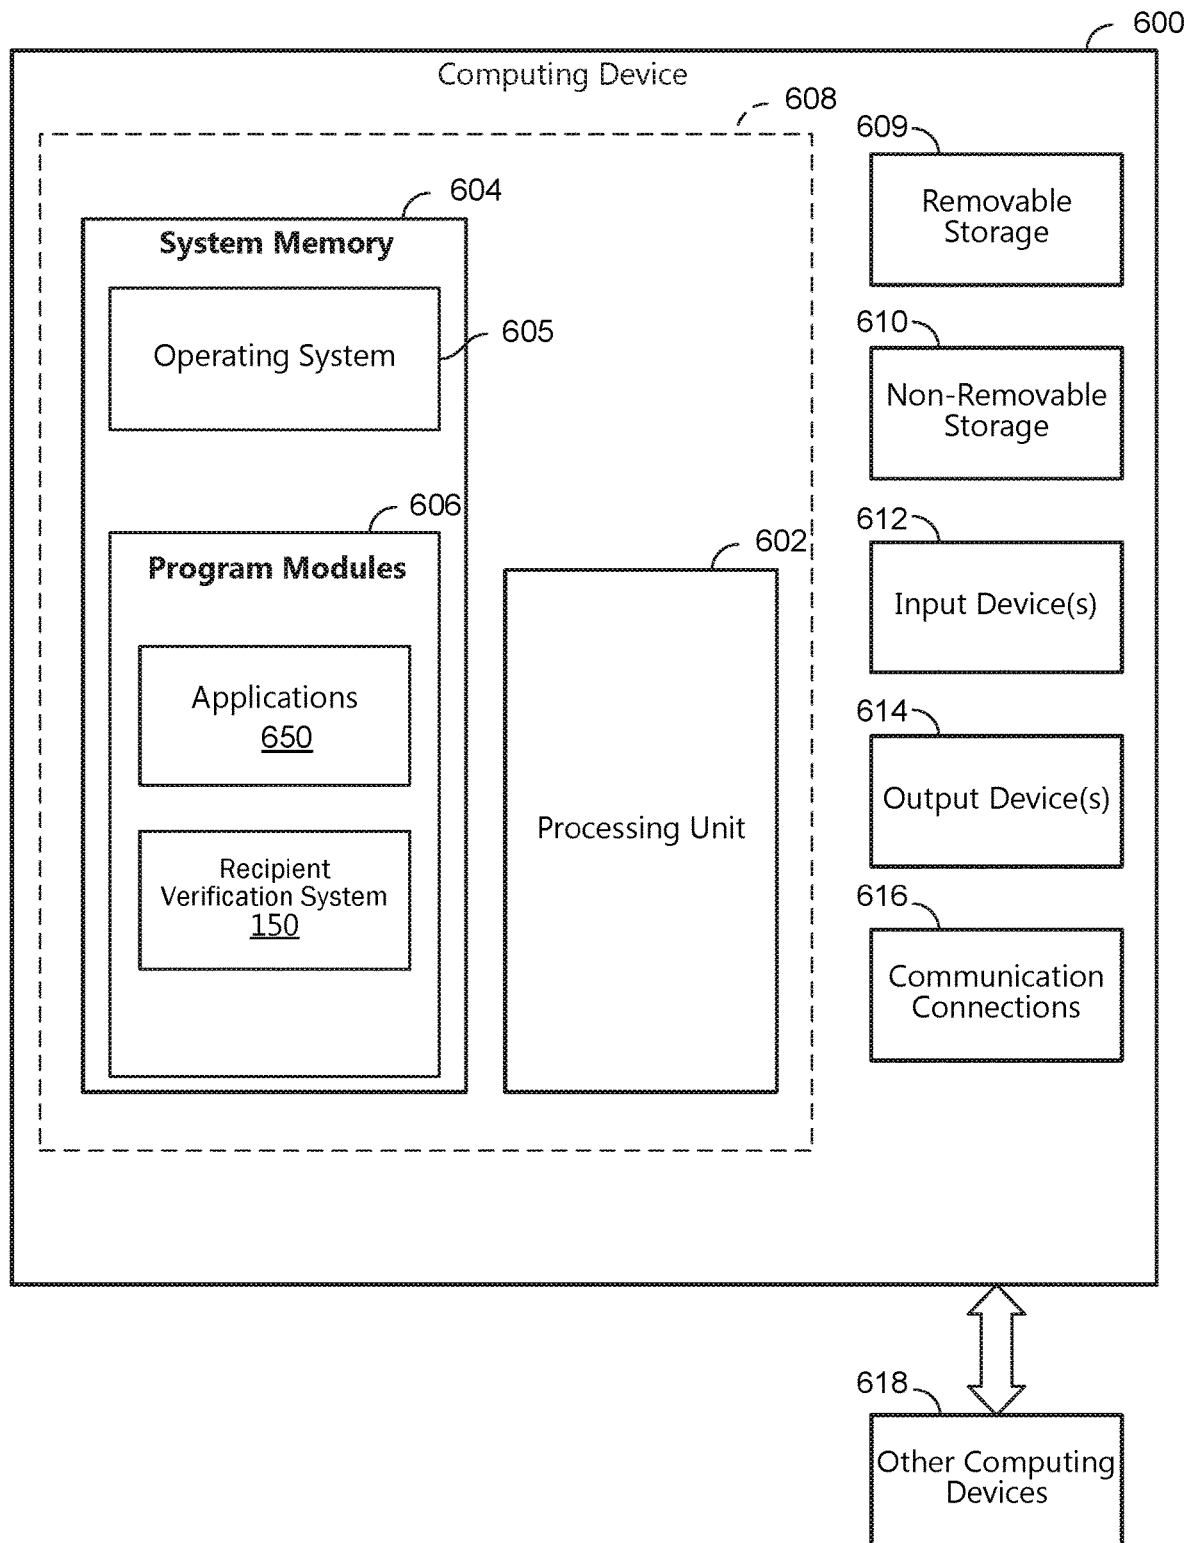 600
Computing Device
608
604
System Memory
Operating System
605
606
Program Modules
Applications
650
Recipient
Verification System
150
602
Processing Unit
609
Removable
Storage
610
Non-Removable
Storage
612
Input Device(s)
614
Output Device(s)
616
Communication
Connections
618
Other Computing
Devices